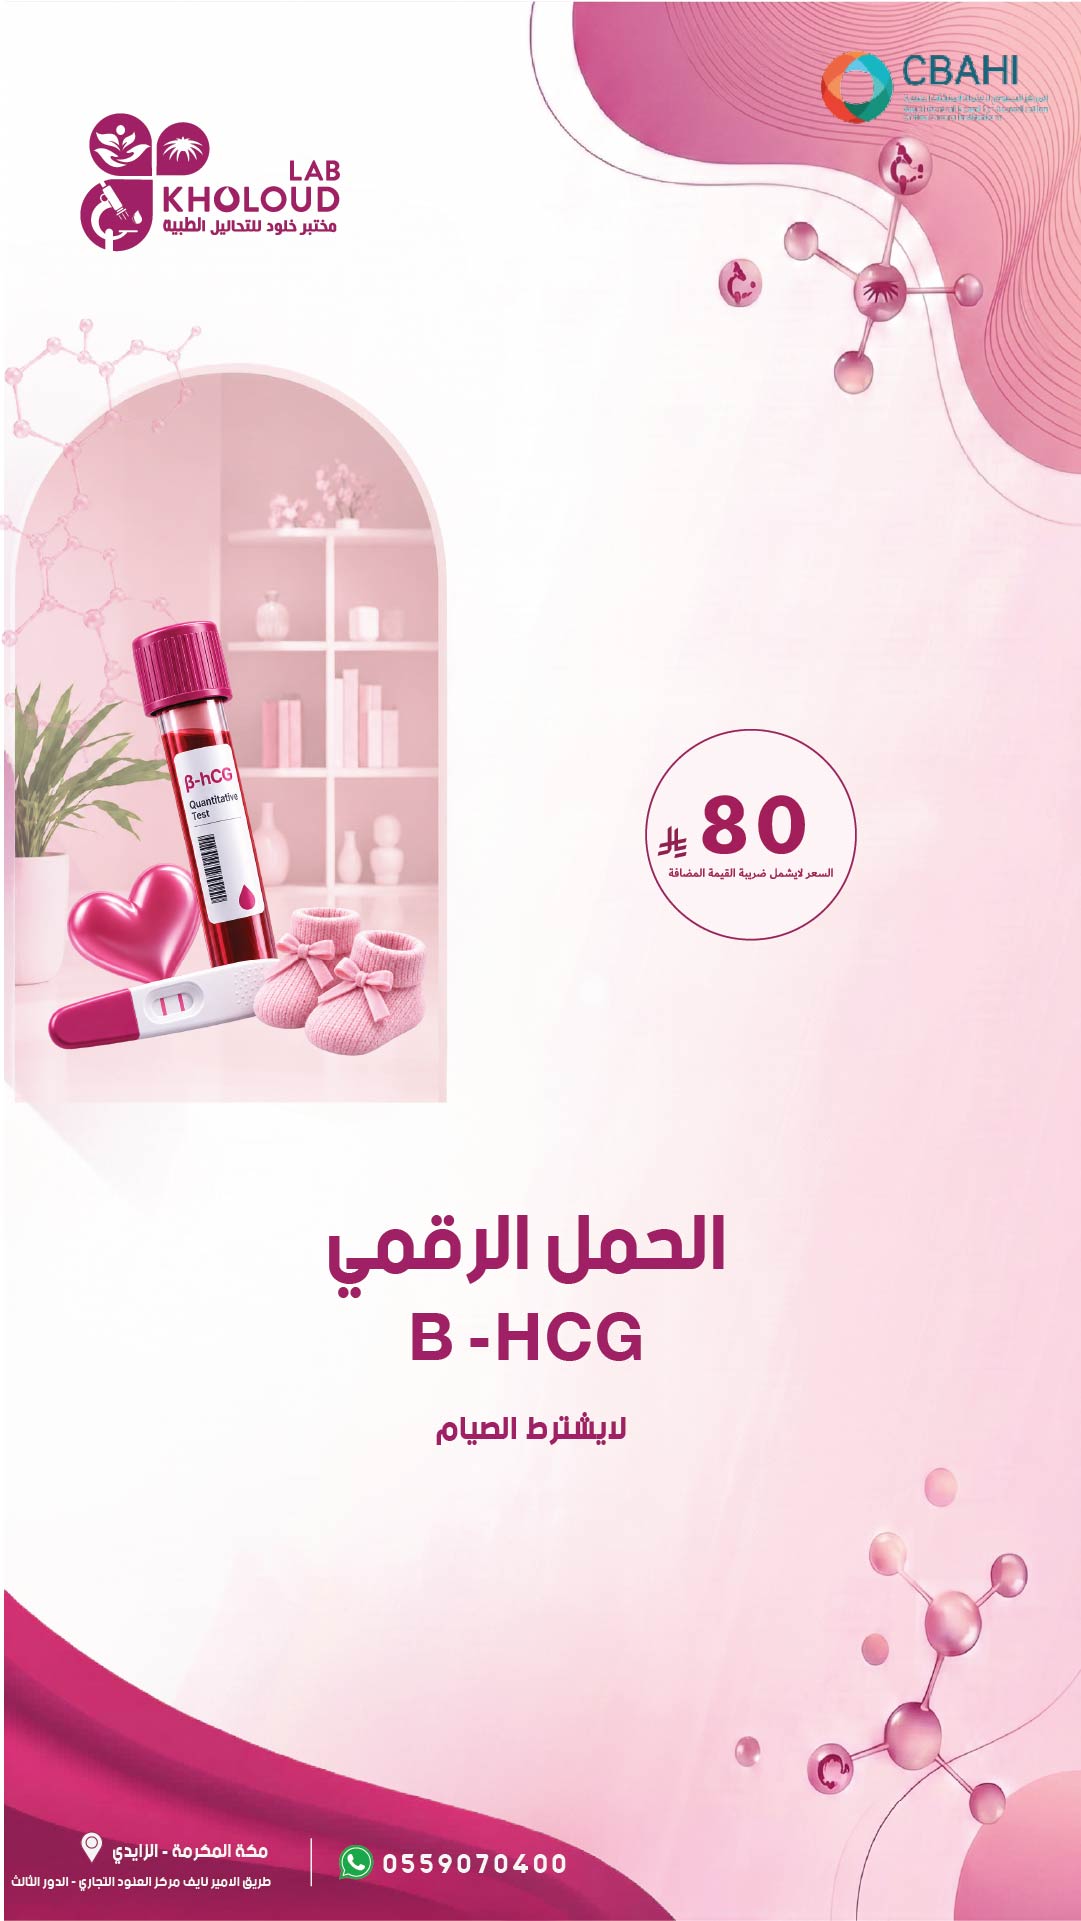 CBAHI
LAB
KHOLOUD
مختبر خلود للتحاليل الطبية
β-hCG
Quantitative
Test
80
السعر لايشمل ضريبة القيمة المضافة
الحمل الرقمي
B -HCG
لايشترط الصيام
مكة المكرمة - الزايدي
طريق الامير نايف مركز العنود التجاري - الدور الثالث
0559070400